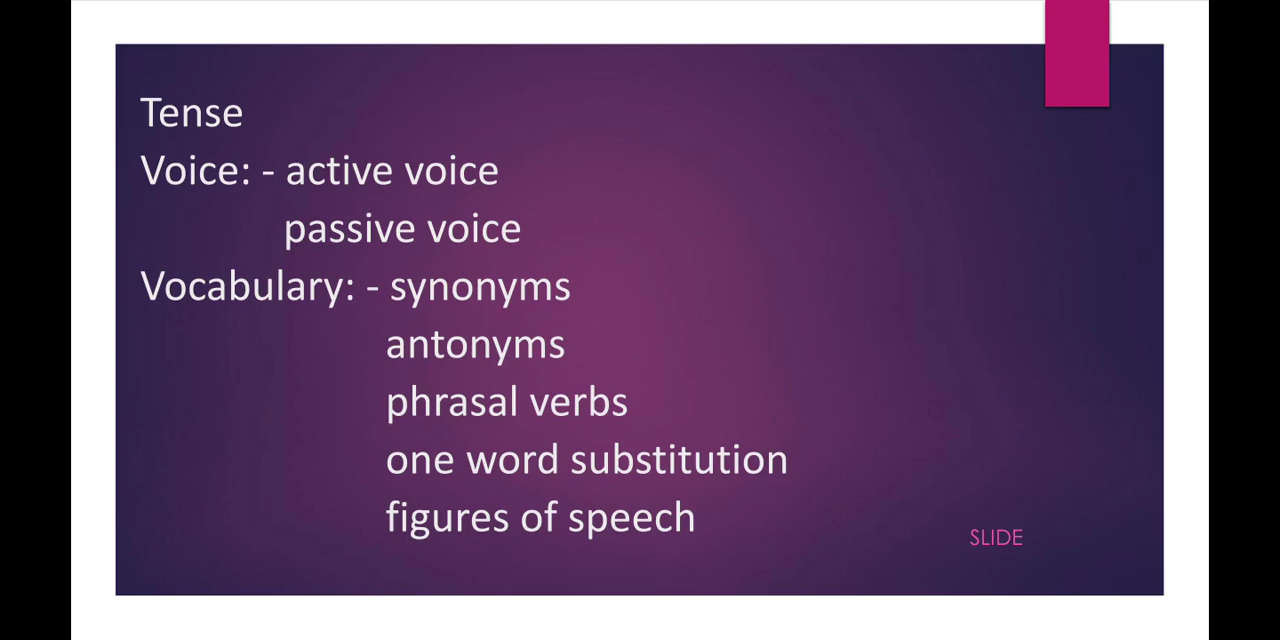 Tense
Voice: - active voice
passive voice
Vocabulary: - synonyms
antonyms
phrasal verbs
one word substitution
figures of speech
SLIDE